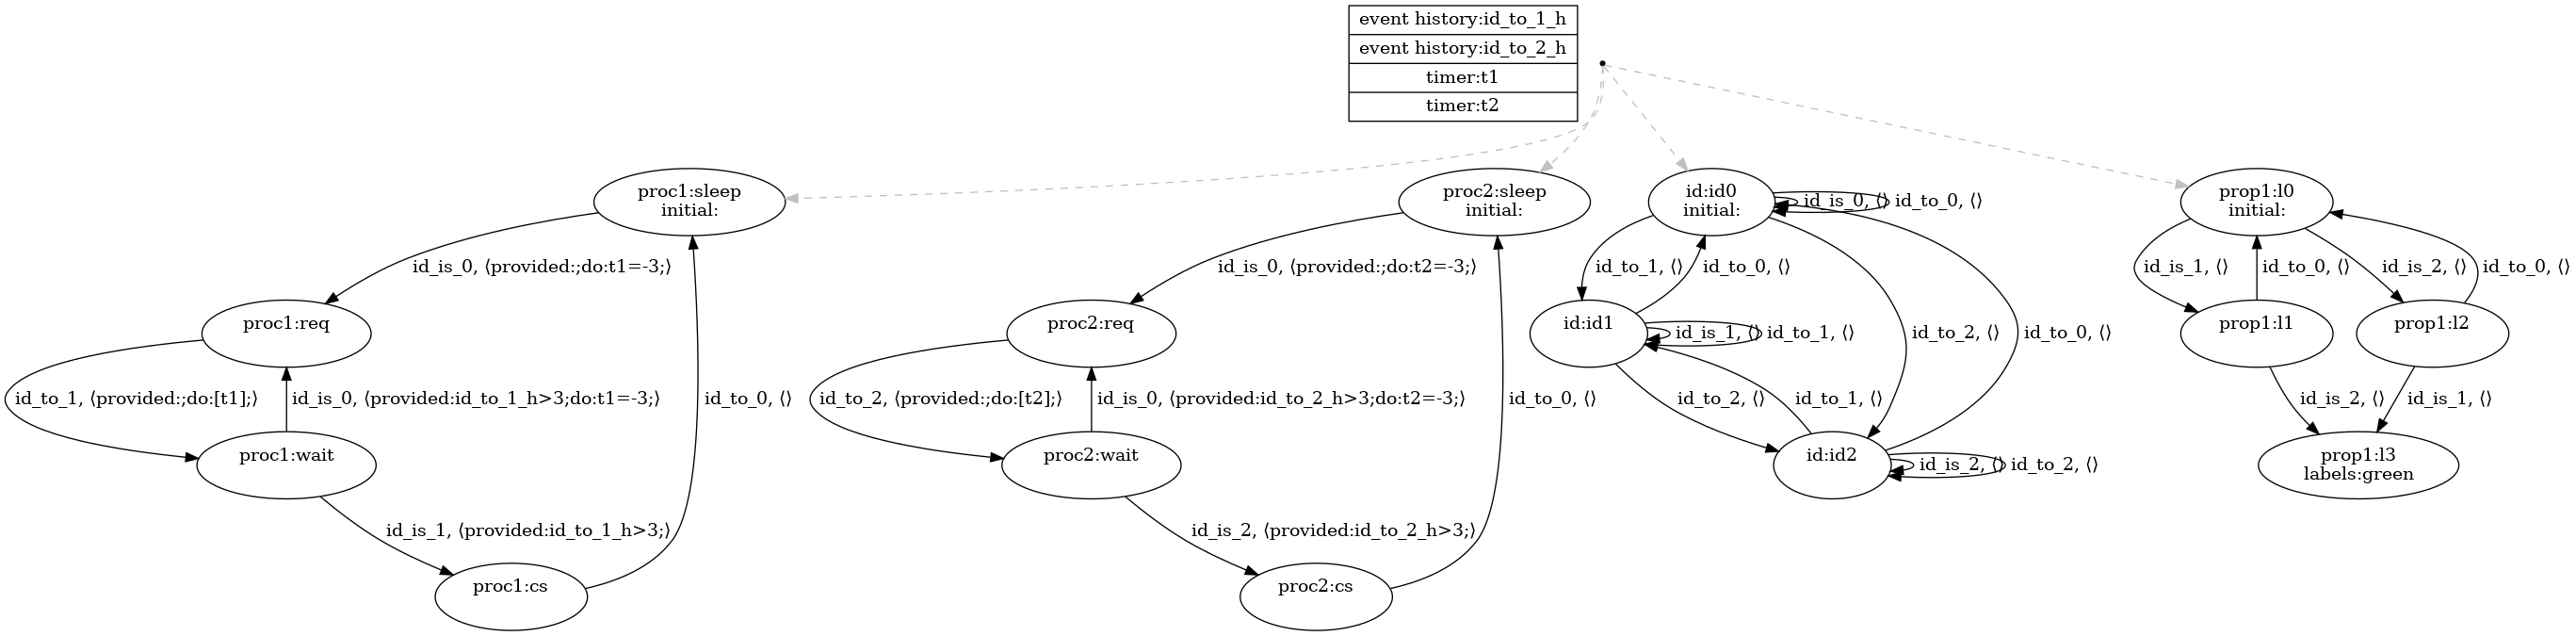 event history:id_to_1_h
event history:id_to_2_h
timer:t1
timer:t2
proc1:sleep
initial:
proc2:sleep
initial:
id:id0
initial:
id_is_0, ⟨⟩
id_to_0, ⟨⟩
prop1:l0
initial:
id_is_0, ⟨provided:;do:t1=-3;⟩
id_is_0, ⟨provided:;do:t2=-3;⟩
id_to_1, ⟨⟩
id_to_0, ⟨⟩
id_is_1, ⟨⟩
id_to_0, ⟨⟩
id_is_2, ⟨⟩
id_to_0, ⟨⟩
proc1:req
proc2:req
id:id1
id_is_1, ⟨⟩
id_to_1, ⟨⟩
id_to_2, ⟨⟩
id_to_0, ⟨⟩
prop1:l1
prop1:l2
id_to_1, ⟨provided:;do:[t1];⟩
id_is_0, ⟨provided:id_to_1_h>3;do:t1=-3;⟩
id_to_0, ⟨⟩
id_to_2, ⟨provided:;do:[t2];⟩
id_is_0, ⟨provided:id_to_2_h>3;do:t2=-3;⟩
id_to_0, ⟨⟩
id_to_2, ⟨⟩
id_to_1, ⟨⟩
id_is_2, ⟨⟩
id_is_1, ⟨⟩
proc1:wait
proc2:wait
id:id2
id_is_2, ⟨⟩
id_to_2, ⟨⟩
prop1:l3
labels:green
id_is_1, ⟨provided:id_to_1_h>3;⟩
id_is_2, ⟨provided:id_to_2_h>3;⟩
proc1:cs
proc2:cs